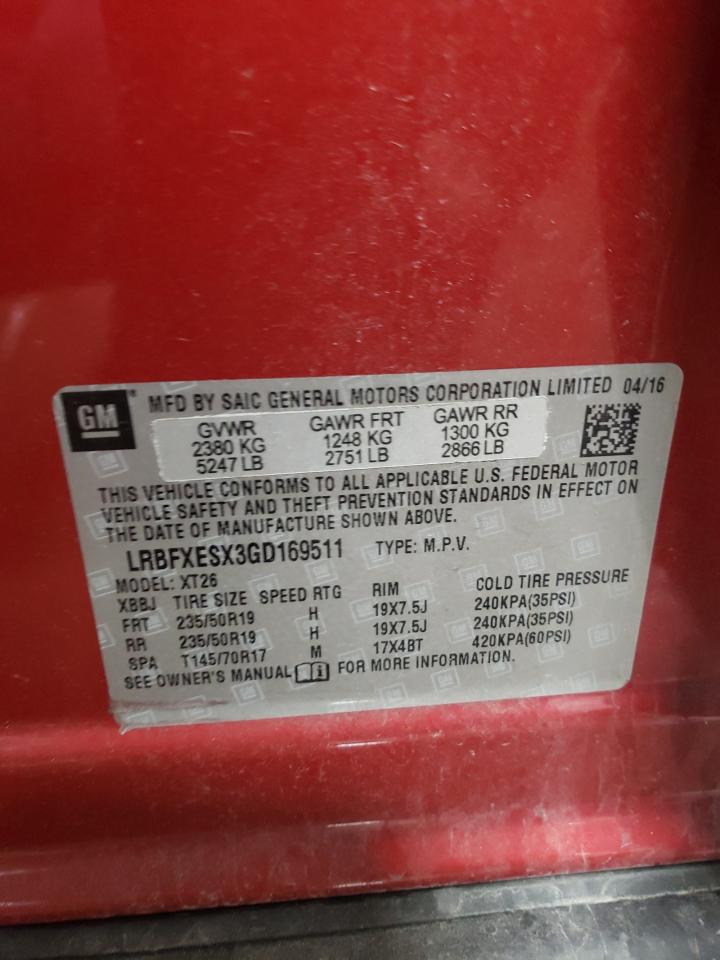 GM
MFD BY SAIC GENERAL MOTORS CORPORATION LIMITED 04/16
GVWR GAWR FRT GAWR RR
2380 KG 1248 KG 1300 KG
5247 LB 2751 LB 2866 LB
THIS VEHICLE CONFORMS TO ALL APPLICABLE U.S. FEDERAL MOTOR
VEHICLE SAFETY AND THEFT PREVENTION STANDARDS IN EFFECT ON
THE DATE OF MANUFACTURE SHOWN ABOVE.
LRBFXESX3GD169511 TYPE: M.P.V.
MODEL: XT26
XBBJ TIRE SIZE SPEED RTG RIM COLD TIRE PRESSURE
FRT 235/50R19 H 19X7.5J 240KPA(35PSI)
RR 235/50R19 H 19X7.5J 240KPA(35PSI)
SPA T145/70R17 M 17X4BT 420KPA(60PSI)
SEE OWNER'S MANUAL i FOR MORE INFORMATION.